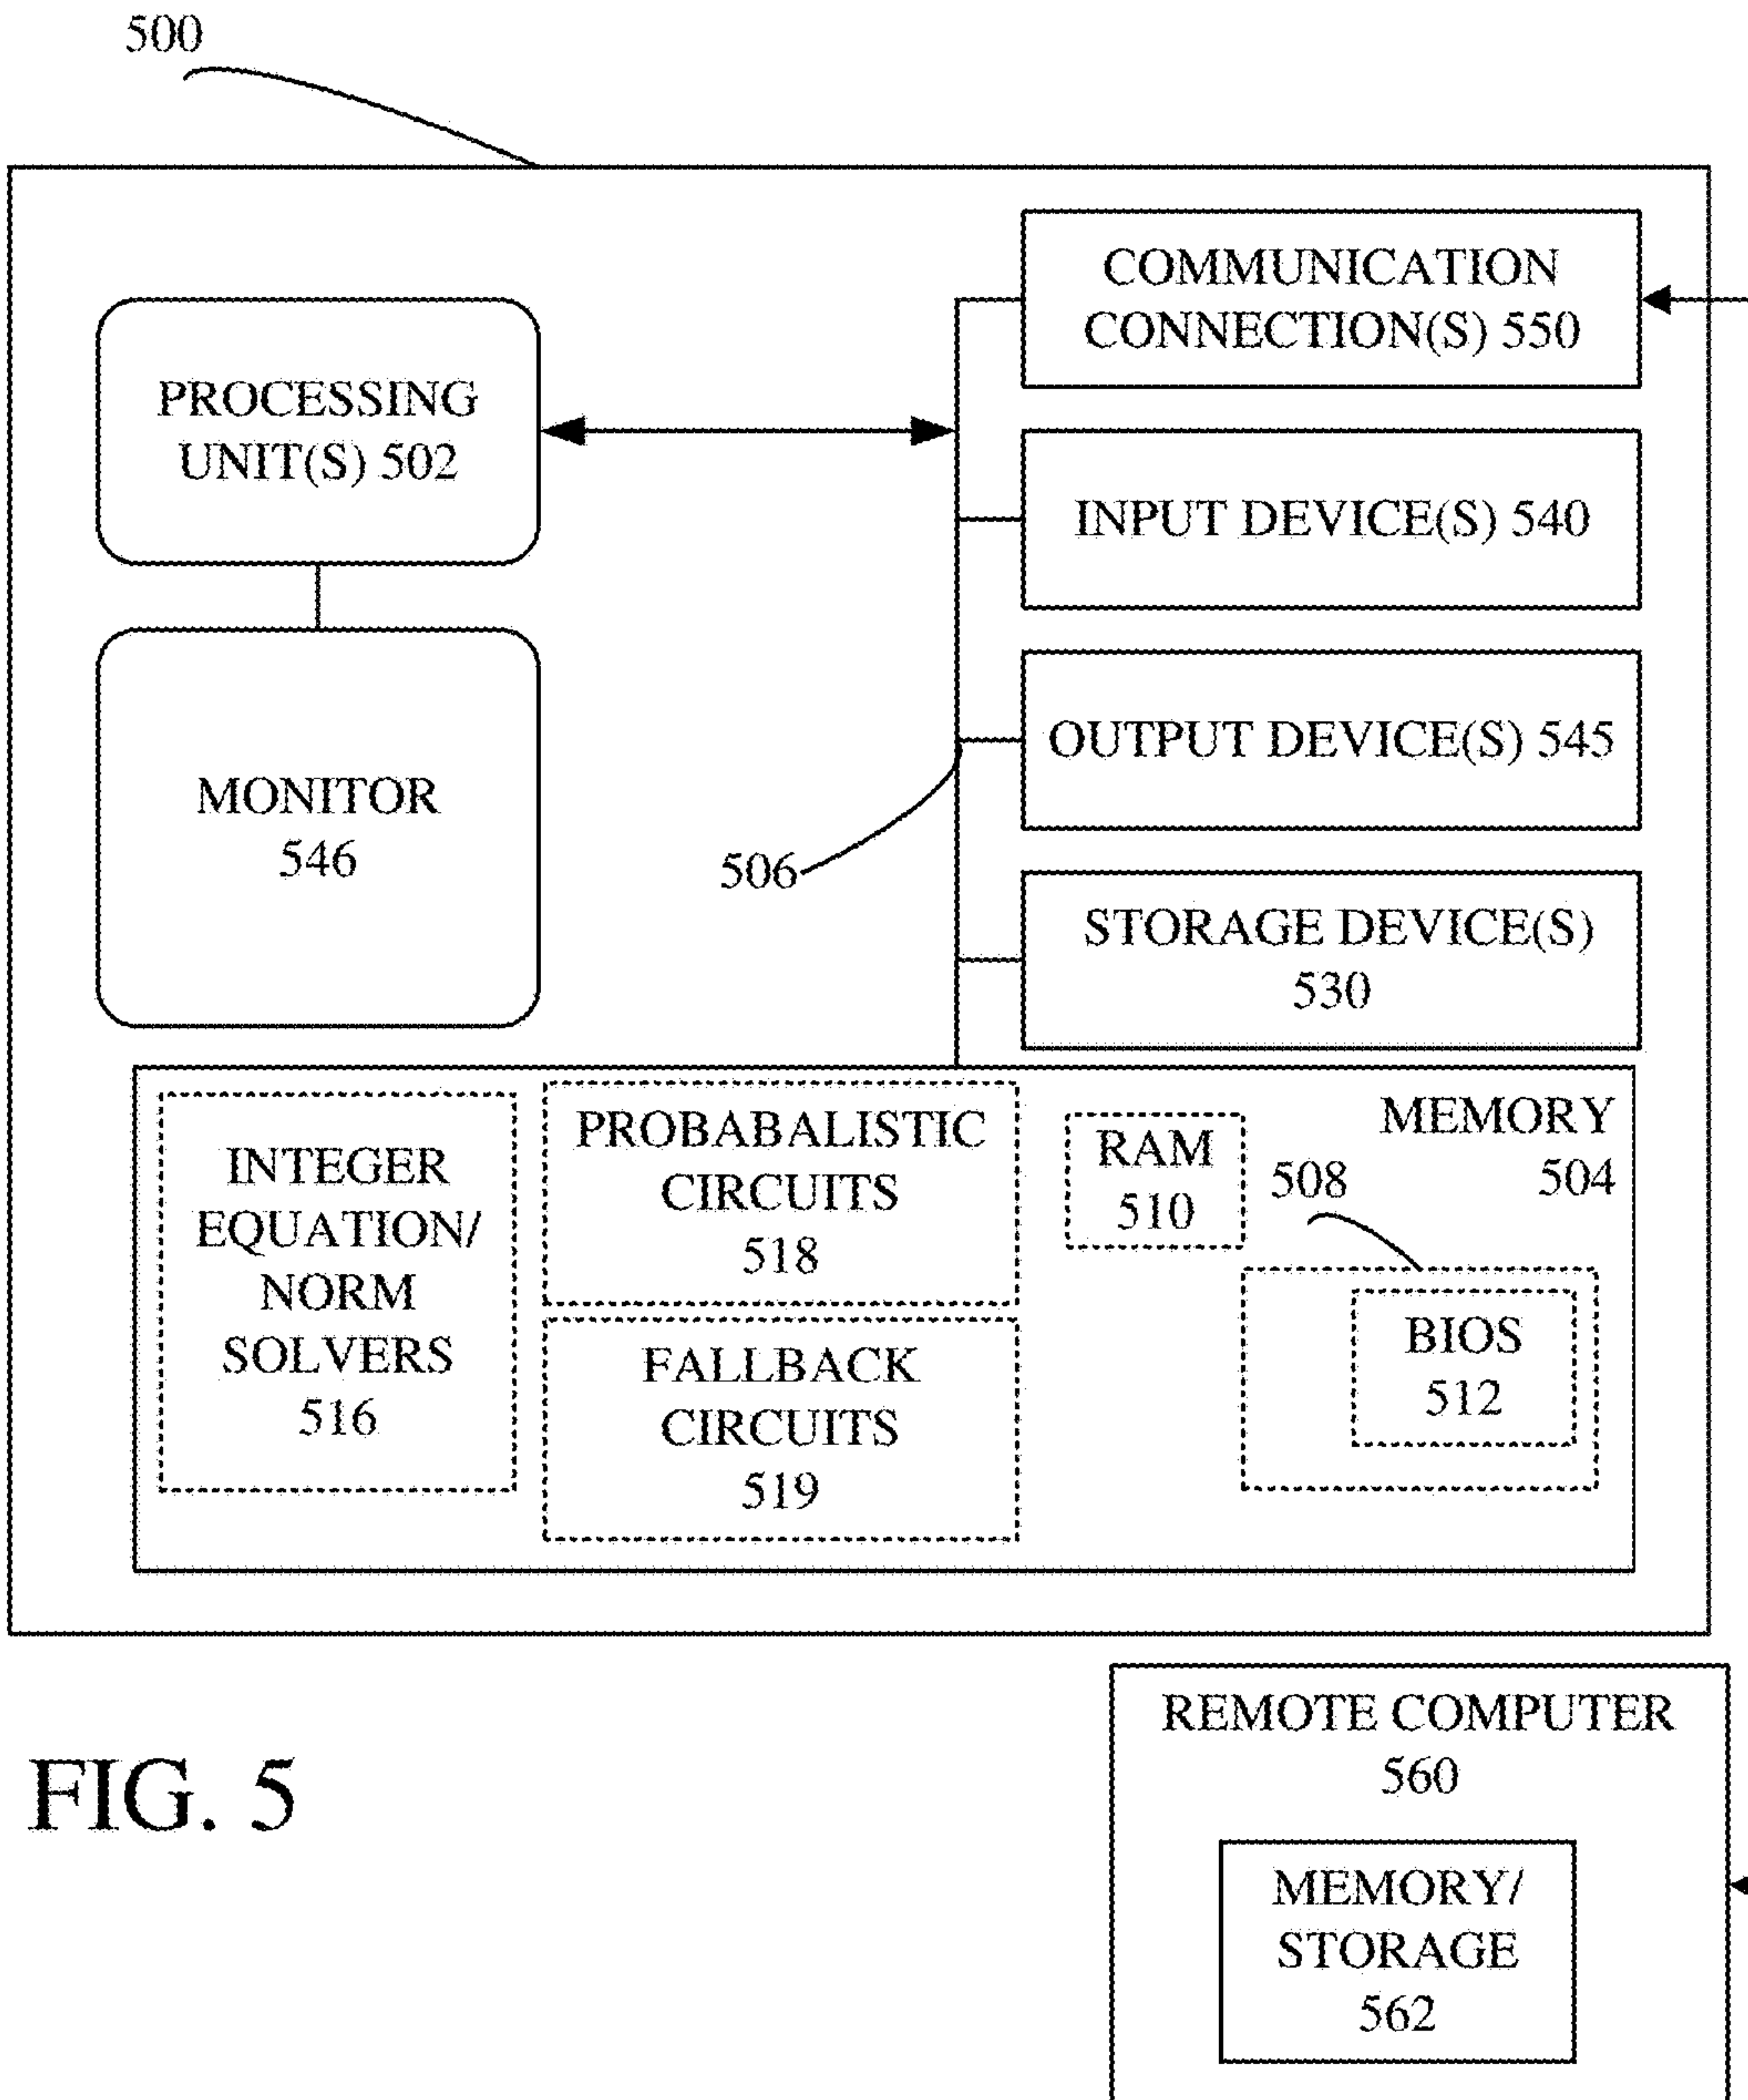 500
COMMUNICATION
CONNECTION(S) 550
PROCESSING
UNIT(S) 502
INPUT DEVICE(S) 540
OUTPUT DEVICE(S) 545
MONITOR
546
506
STORAGE DEVICE(S)
530
INTEGER
EQUATION/
NORM
SOLVERS
516
PROBABALISTIC
CIRCUITS
518
FALLBACK
CIRCUITS
519
RAM
510
MEMORY
504
508
BIOS
512
REMOTE COMPUTER
560
MEMORY/
STORAGE
562
FIG. 5